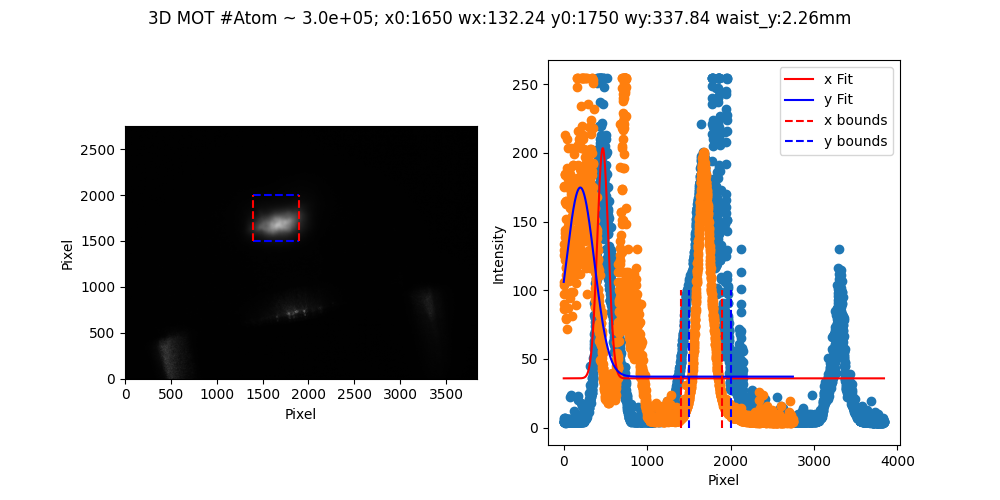 3D MOT #Atom ~ 3.0e+05; x0:1650 wx:132.24 y0:1750 wy:337.84 waist_y:2.26mm
2500
2000
1500
1000
500
0
Pixel
0 500 1000 1500 2000 2500 3000 3500
Pixel
250
200
150
100
50
0
Intensity
x Fit
y Fit
x bounds
y bounds
0 1000 2000 3000 4000
Pixel